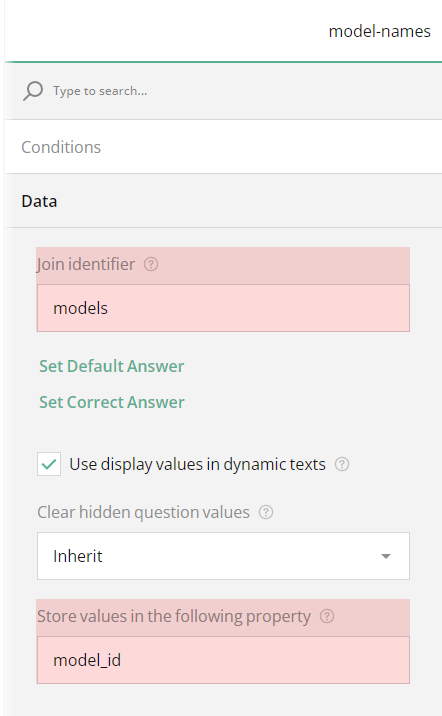 model-names
Type to search...
Conditions
Data
Join identifier
models
Set Default Answer
Set Correct Answer
Use display values in dynamic texts
Clear hidden question values
Inherit
Store values in the following property
model_id